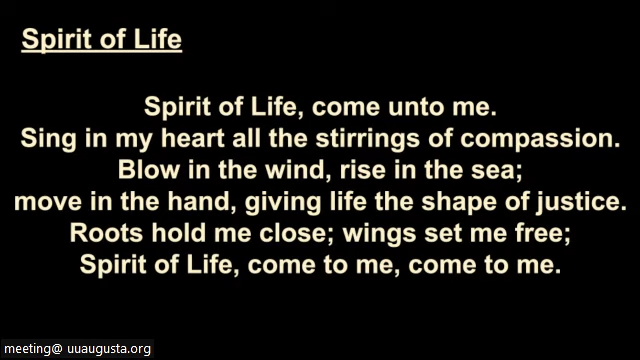 Spirit of Life
Spirit of Life, come unto me.
Sing in my heart all the stirrings of compassion.
Blow in the wind, rise in the sea;
move in the hand, giving life the shape of justice.
Roots hold me close; wings set me free;
Spirit of Life, come to me, come to me.
meeting@ uuaugusta.org